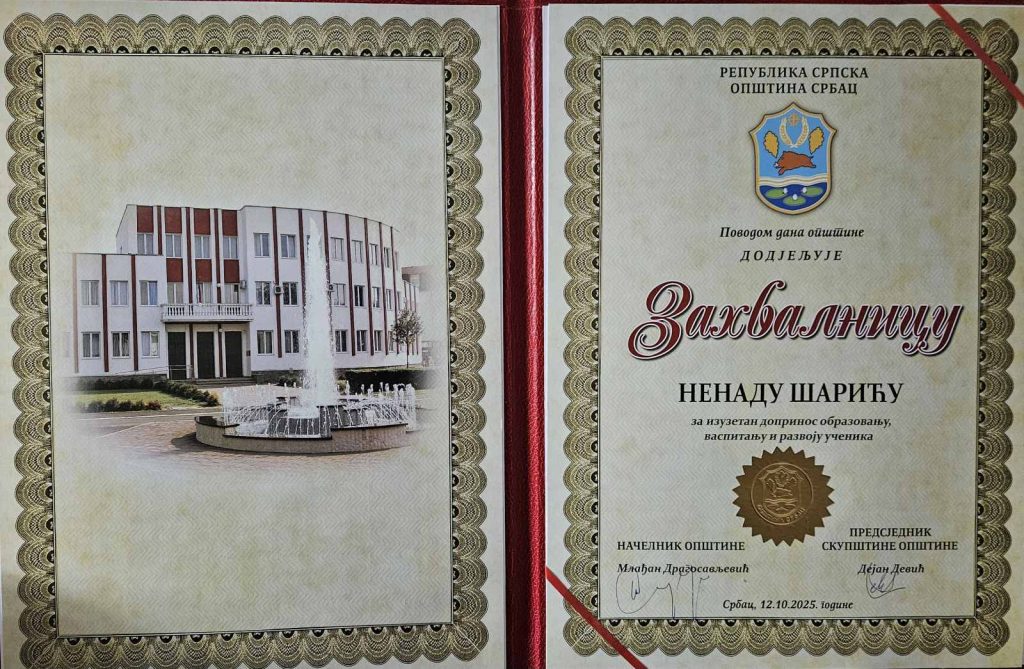 РЕПУБЛИКА СРПСКА
ОПШТИНА СРБАЦ
Поводом дана општине
ДОДЈЕЉУЈЕ
Захвалницу
НЕНАДУ ШАРИЋУ
за изузетан допринос образовању,
васпитању и развоју ученика
НАЧЕЛНИК ОПШТИНЕ
Млађан Драгосављевић
ПРЕДСЈЕДНИК
СКУПШТИНЕ ОПШТИНЕ
Дејан Девић
Србац, 12.10.2025. године